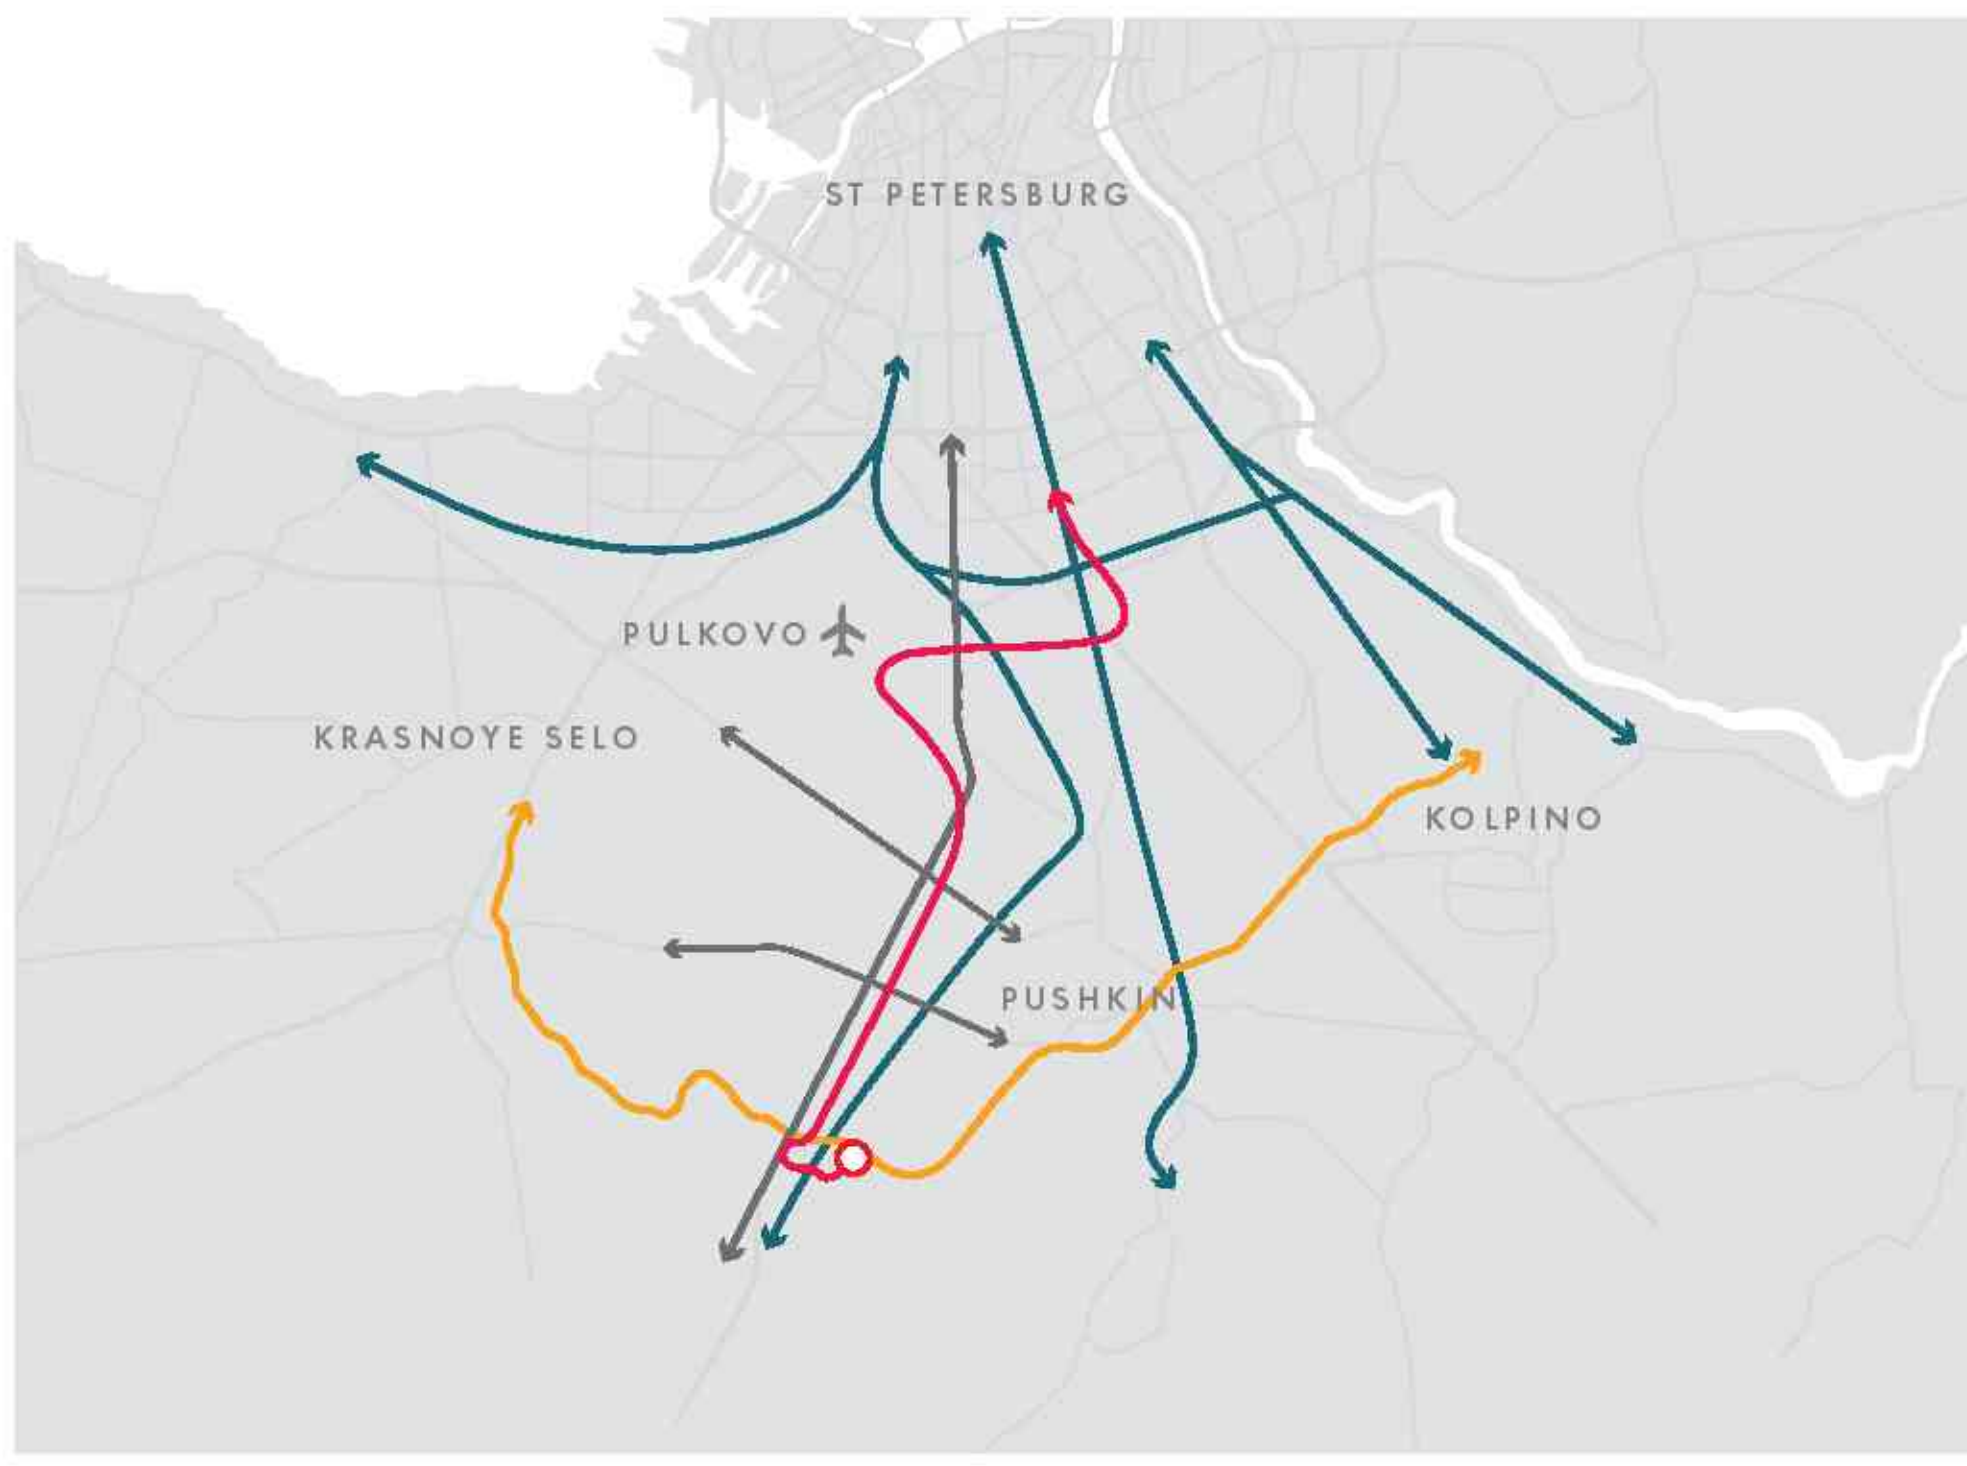 ST PETERSBURG
PULKOVO
KRASNOYE SELO
KOLPINO
PUSHKIN